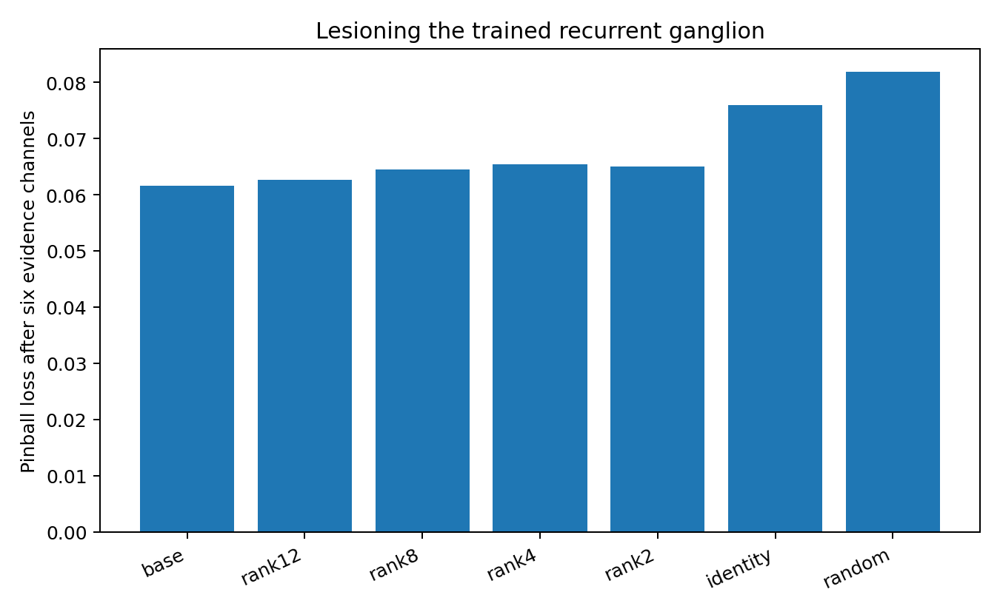 Lesioning the trained recurrent ganglion
Pinball loss after six evidence channels
0.08
0.07
0.06
0.05
0.04
0.03
0.02
0.01
0.00
base
rank12
rank8
rank4
rank2
identity
random